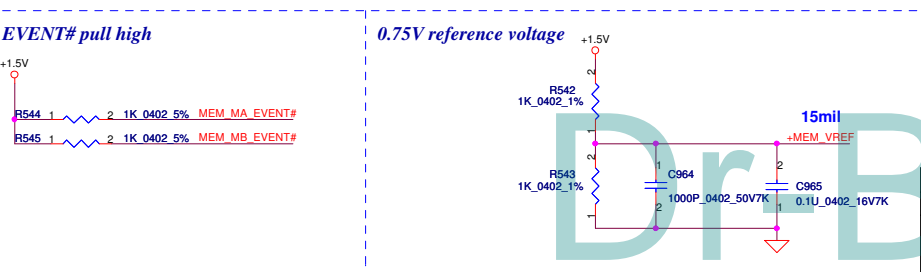 EVENT# pull high
+1.5V
R544 1 2 1K_0402_5% MEM_MA_EVENT#
R545 1 2 1K_0402_5% MEM_MB_EVENT#
0.75V reference voltage
+1.5V
2
R542
1K_0402_1%
1
15mil
+MEM_VREF
2
R543
1K_0402_1%
1
1
C964
1000P_0402_50V7K
2
2
C965
0.1U_0402_16V7K
1
Dr-B